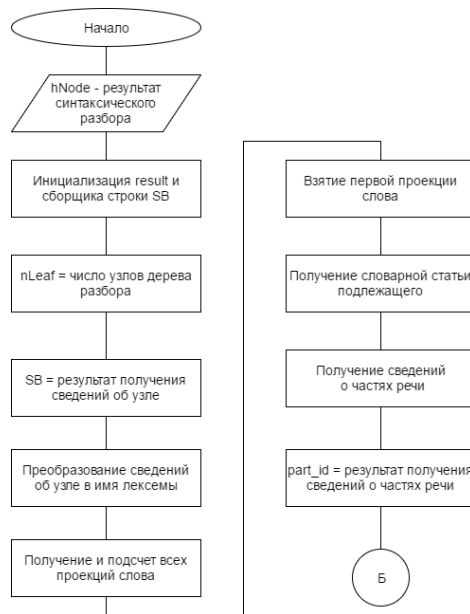 Начало
hNode - результат
синтаксического
разбора
Инициализация result и
сборщика строки SB
nLeaf = число узлов дерева
разбора
SB = результат получения
сведений об узле
Преобразование сведений
об узле в имя лексемы
Получение и подсчет всех
проекций слова
Взятие первой проекции
слова
Получение словарной статьи
подлежащего
Получение сведений
о частях речи
part_id = результат получения
сведений о частях речи
Б